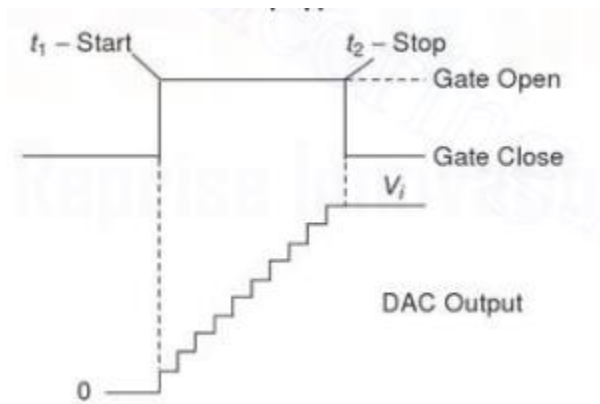 t₁ – Start
t₂ – Stop
Gate Open
Gate Close
Vᵢ
DAC Output
0